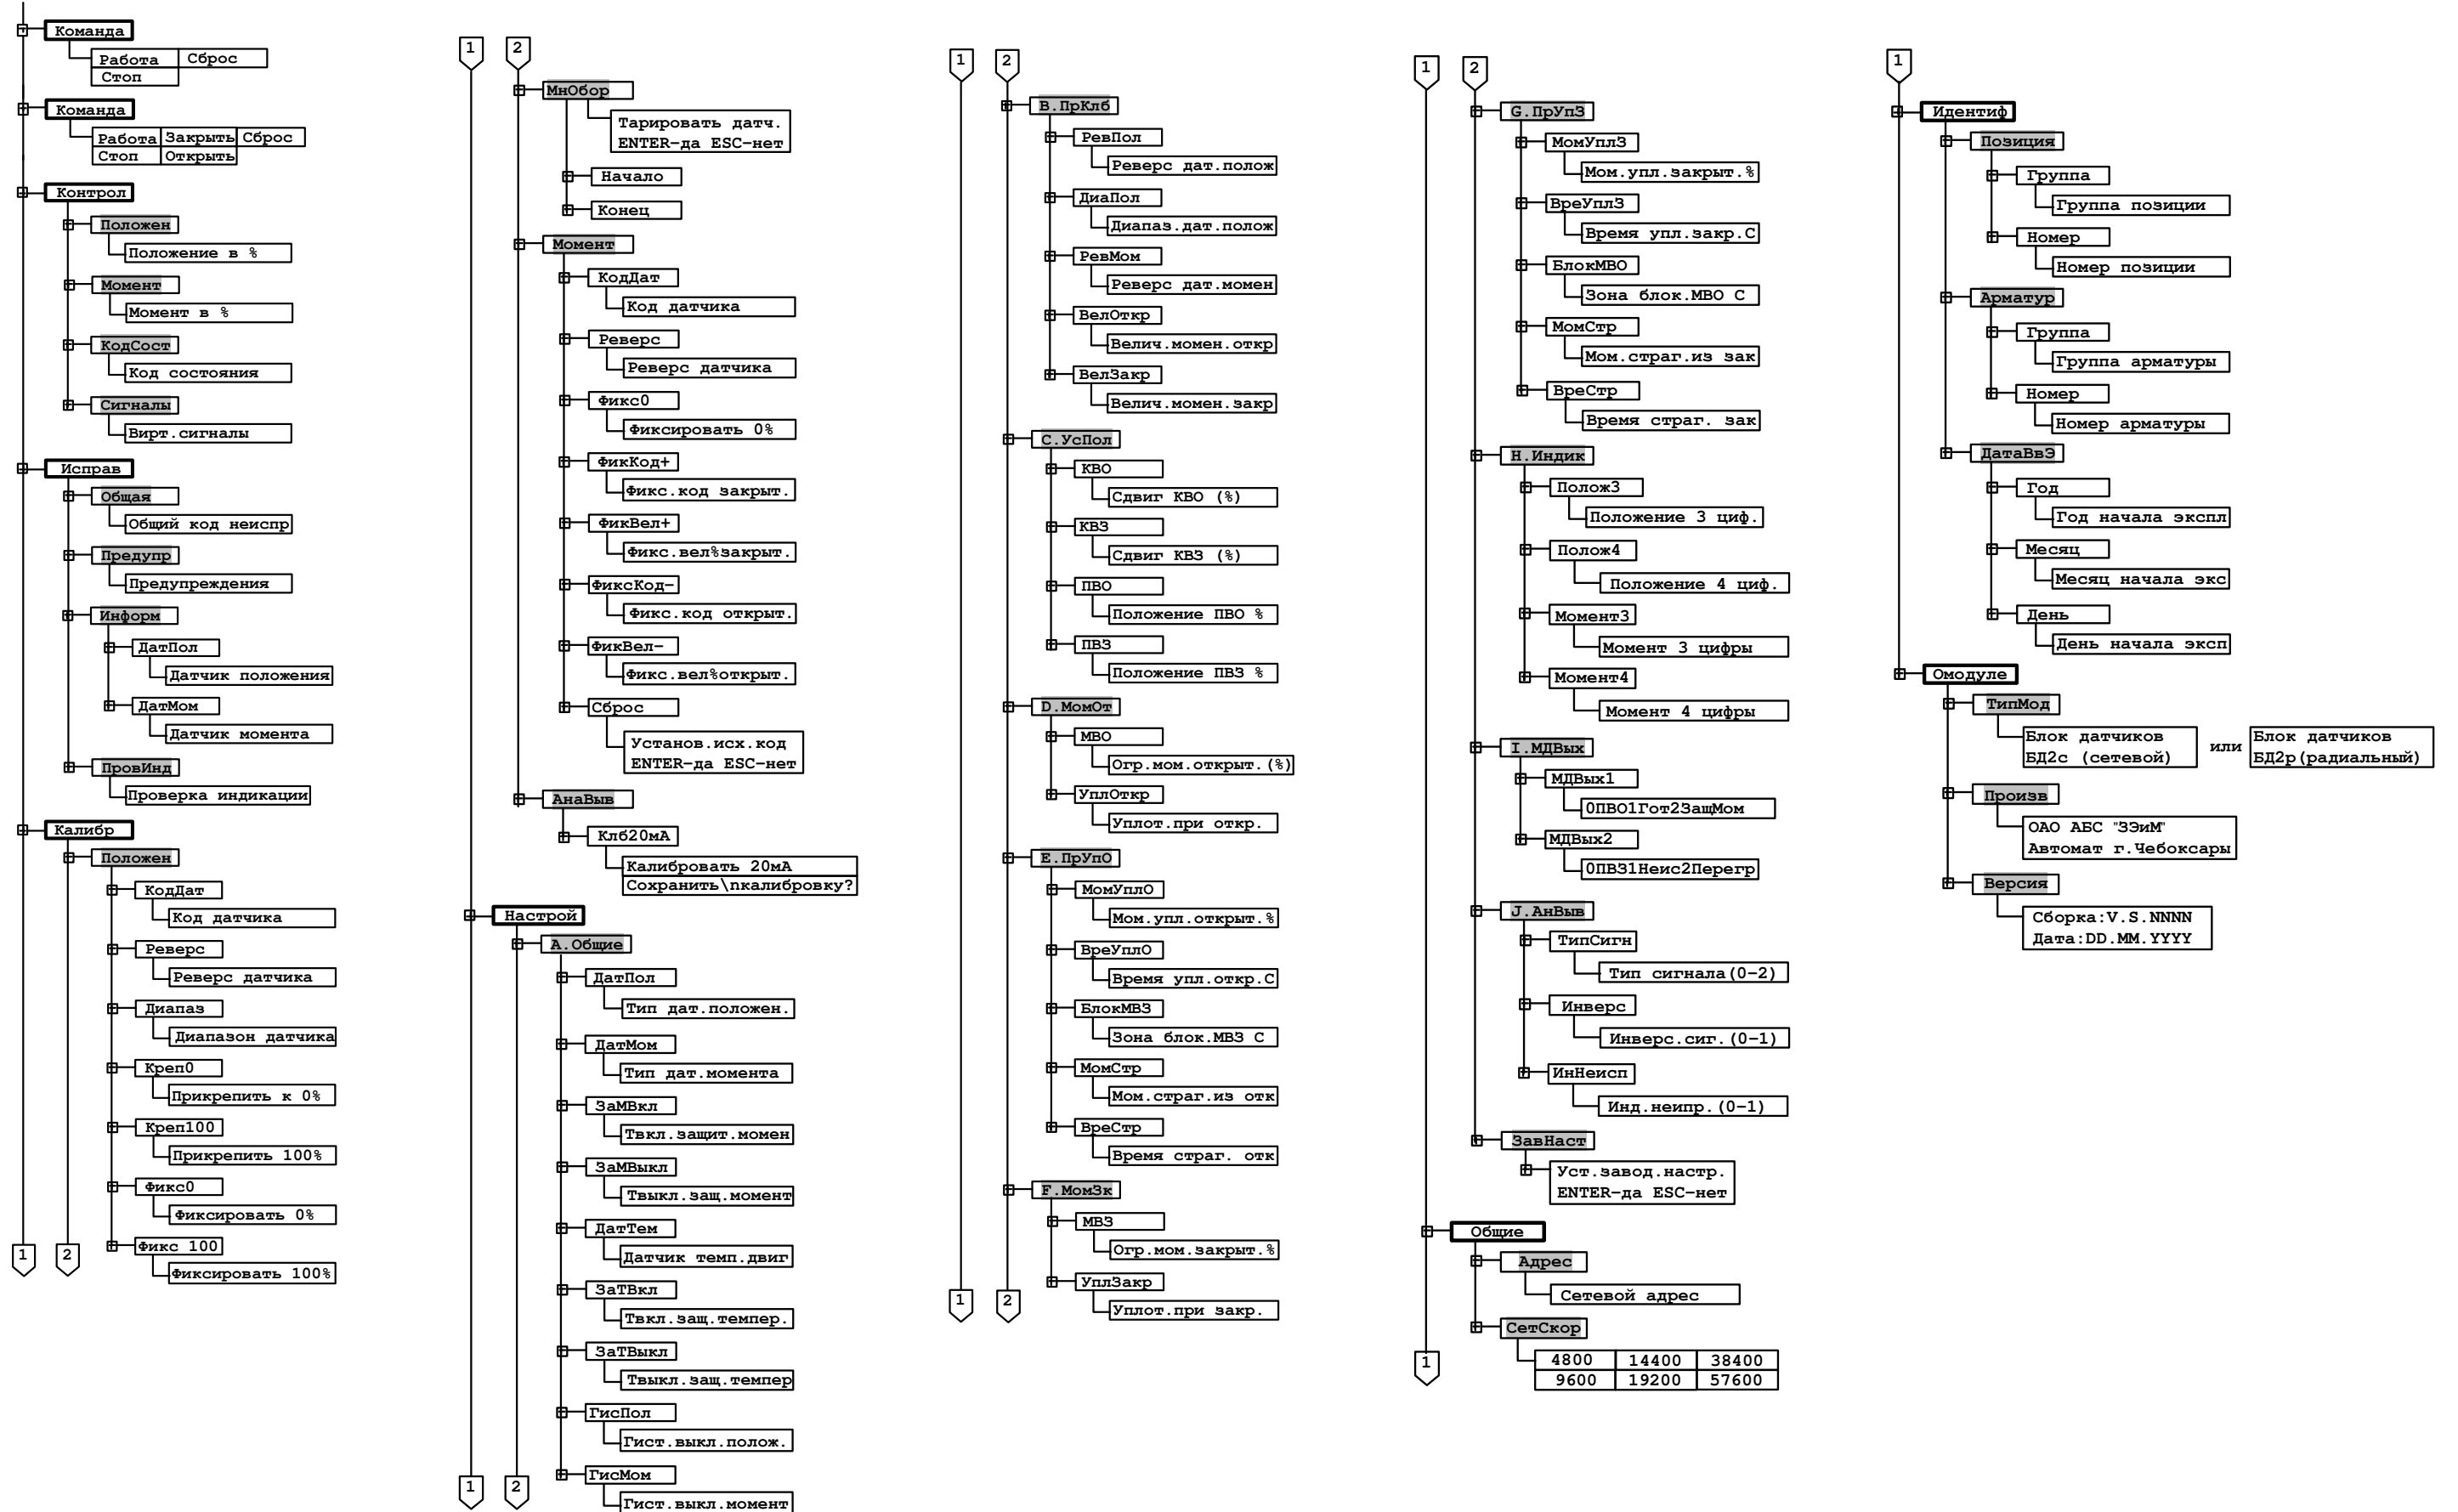 Команда
Работа Сброс
Стоп
Команда
Работа Закрыть Сброс
Стоп Открыть
Контрол
Положен
Положение в %
Момент
Момент в %
КодСост
Код состояния
Сигналы
Вирт.сигналы
Исправ
Общая
Общий код неиспр
Предупр
Предупреждения
Информ
ДатПол
Датчик положения
ДатМом
Датчик момента
ПровИнд
Проверка индикации
Калибр
Положен
КодДат
Код датчика
Реверс
Реверс датчика
Диапаз
Диапазон датчика
Креп0
Прикрепить к 0%
Креп100
Прикрепить 100%
Фикс0
Фиксировать 0%
Фикс 100
Фиксировать 100%
1 2
1 2
МнОбор
Тарировать датч.
ENTER-да ESC-нет
Начало
Конец
Момент
КодДат
Код датчика
Реверс
Реверс датчика
Фикс0
Фиксировать 0%
ФикКод+
Фикс.код закрыт.
ФикВел+
Фикс.вел%закрыт.
ФиксКод-
Фикс.код открыт.
ФикВел-
Фикс.вел%открыт.
Сброс
Установ.исх.код
ENTER-да ESC-нет
АнаВыв
Клб20мА
Калибровать 20мА
Сохранить\nкалибровку?
Настрой
A.Общие
ДатПол
Тип дат.положен.
ДатМом
Тип дат.момента
ЗаМВкл
Твкл.защит.момен
ЗаМВыкл
Твыкл.защ.момент
ДатТем
Датчик темп.двиг
ЗаТВкл
Твкл.защ.темпер.
ЗаТВыкл
Твыкл.защ.темпер
ГисПол
Гист.выкл.полож.
ГисМом
Гист.выкл.момент
1 2
1 2
B.ПрКлб
РевПол
Реверс дат.полож
ДиаПол
Диапаз.дат.полож
РевМом
Реверс дат.момен
ВелОткр
Велич.момен.откр
ВелЗакр
Велич.момен.закр
C.УсПол
КВО
Сдвиг КВО (%)
КВЗ
Сдвиг КВЗ (%)
ПВО
Положение ПВО %
ПВЗ
Положение ПВЗ %
D.МомОт
МВО
Огр.мом.открыт.(%)
УплОткр
Уплот.при откр.
E.ПрУпО
МомУплО
Мом.упл.открыт.%
ВреУплО
Время упл.откр.С
БлокМВЗ
Зона блок.МВЗ С
МомСтр
Мом.страг.из отк
ВреСтр
Время страг. отк
F.МомЗк
МВЗ
Огр.мом.закрыт.%
УплЗакр
Уплот.при закр.
1 2
1 2
G.ПрУпЗ
МомУплЗ
Мом.упл.закрыт.%
ВреУплЗ
Время упл.закр.С
БлокМВО
Зона блок.МВО С
МомСтр
Мом.страг.из зак
ВреСтр
Время страг. зак
H.Индик
Полож3
Положение 3 циф.
Полож4
Положение 4 циф.
Момент3
Момент 3 цифры
Момент4
Момент 4 цифры
I.МДВых
МДВых1
0ПВО1Гот2ЗащМом
МДВых2
0ПВЗ1Неис2Перегр
J.АнВыв
ТипСигн
Тип сигнала(0-2)
Инверс
Инверс.сиг.(0-1)
ИнНеисп
Инд.неипр.(0-1)
ЗавНаст
Уст.завод.настр.
ENTER-да ESC-нет
Общие
Адрес
Сетевой адрес
СетСкор
4800 14400 38400
9600 19200 57600
1
1
Идентиф
Позиция
Группа
Группа позиции
Номер
Номер позиции
Арматур
Группа
Группа арматуры
Номер
Номер арматуры
ДатаВвЭ
Год
Год начала экспл
Месяц
Месяц начала экс
День
День начала эксп
Омодуле
ТипМод
Блок датчиков
БД2с (сетевой)
или
Блок датчиков
БД2р(радиальный)
Произв
ОАО АБС "ЗЭиМ"
Автомат г.Чебоксары
Версия
Сборка:V.S.NNNN
Дата:DD.MM.YYYY